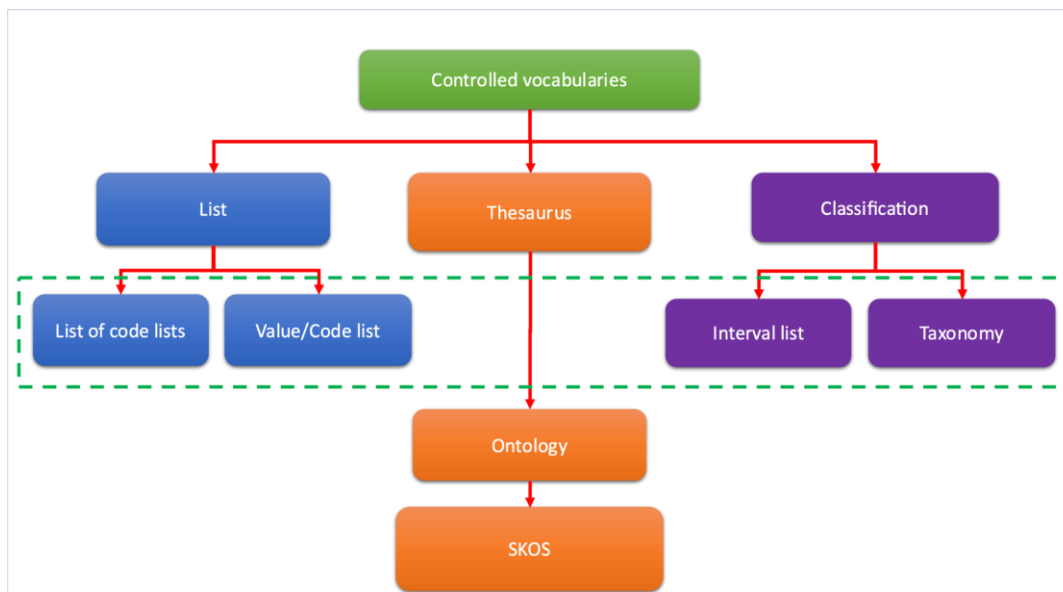 Controlled vocabularies
List
Thesaurus
Classification
List of code lists
Value/Code list
Interval list
Taxonomy
Ontology
SKOS